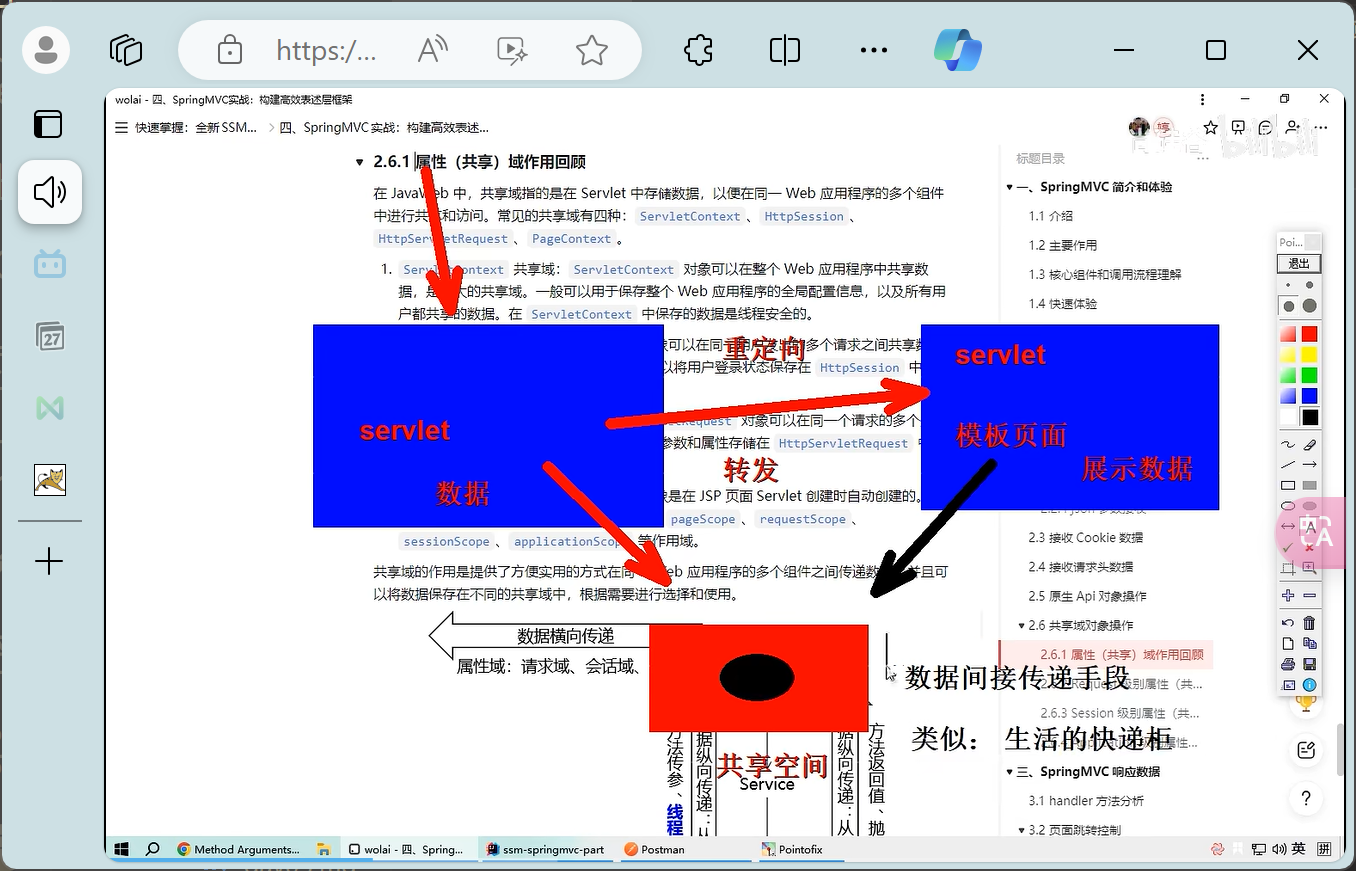 https:/...
27
wolai - 四、SpringMVC实战：构建高效表述层框架
快速掌握：全新 SSM... > 四、SpringMVC 实战：构建高效表述...
bilibili
2.6.1 属性（共享）域作用回顾
在 JavaWeb 中，共享域指的是在 Servlet 中存储数据，以便在同一 Web 应用程序的多个组件
中进行共享和访问。常见的共享域有四种： ServletContext 、 HttpSession 、
HttpServletRequest 、 PageContext 。
1. ServletContext 共享域： ServletContext 对象可以在整个 Web 应用程序中共享数
据，是最大的共享域。一般可以用于保存整个 Web 应用程序的全局配置信息，以及所有用
户都共享的数据。在 ServletContext 中保存的数据是线程安全的。
可以在同一用户发出的多个请求之间共享数
以将用户登录状态保存在 HttpSession 中
重定向
Request 对象可以在同一个请求的多个
参数和属性存储在 HttpServletRequest
转发
象是在 JSP 页面 Servlet 创建时自动创建的。
pageScope 、 requestScope 、
sessionScope 、 applicationScope 等作用域。
共享域的作用是提供了方便实用的方式在同一 Web 应用程序的多个组件之间传递数据，并且可
以将数据保存在不同的共享域中，根据需要进行选择和使用。
servlet
数据
servlet
模板页面
展示数据
数据横向传递
属性域：请求域、会话域、
数据间接传递手段
类似： 生活的快递柜
共享空间
Service
方法传参、线程
据纵向传递：从
据纵向传递：从
方法返回值、抛
标题目录
一、SpringMVC 简介和体验
1.1 介绍
1.2 主要作用
1.3 核心组件和调用流程理解
1.4 快速体验
2.3 接收 Cookie 数据
2.4 接收请求头数据
2.5 原生 Api 对象操作
2.6 共享域对象操作
2.6.1 属性（共享）域作用回顾
Request 级别属性（共...
2.6.3 Session 级别属性（共...
级别属性...
三、SpringMVC 响应数据
3.1 handler 方法分析
3.2 页面跳转控制
Poi...
退出
A
?
Method Arguments...
wolai - 四、Spring...
ssm-springmvc-part
Postman
Pointofix
英
拼